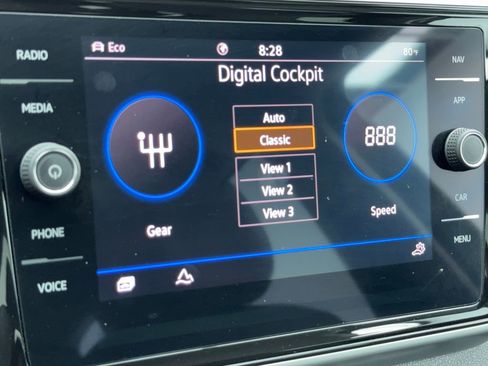 RADIO
MEDIA
PHONE
VOICE
Eco
8:28
80°F
Digital Cockpit
Auto
Classic
View 1
View 2
View 3
Gear
888
Speed
NAV
APP
CAR
MENU